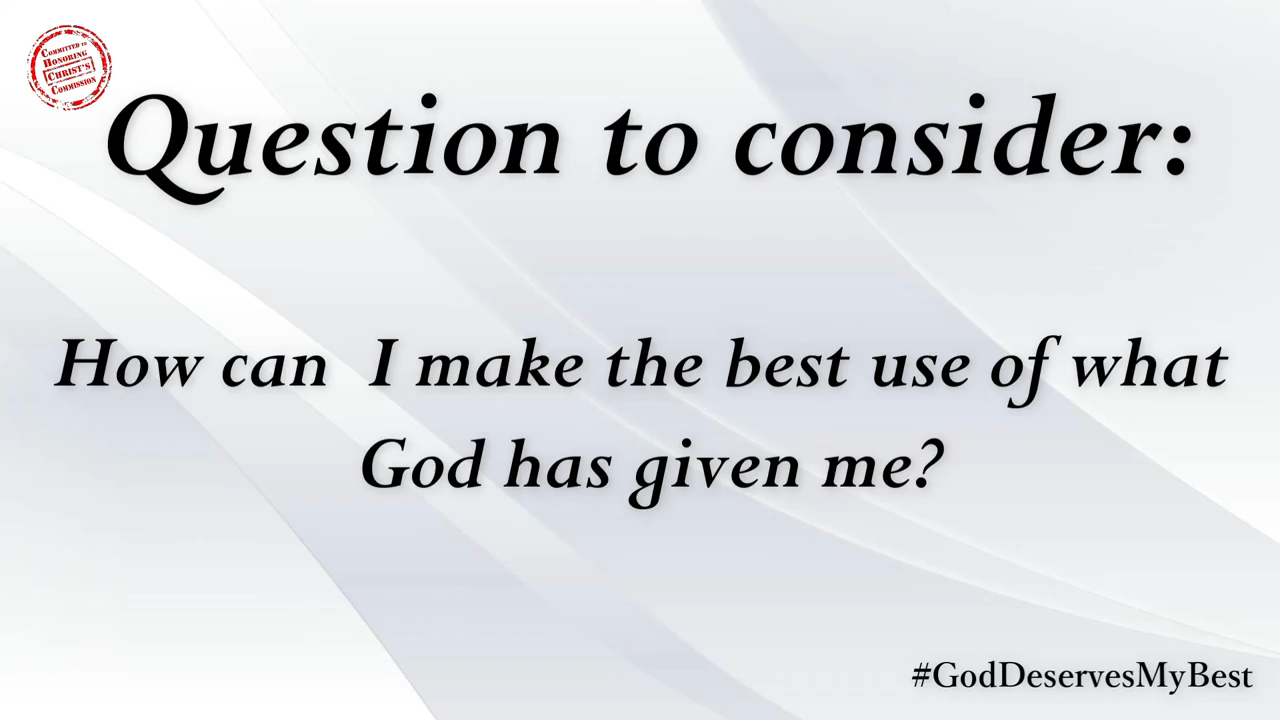 COMMITTED TO
HONORING
CHRIST'S
COMMISSION
Question to consider:
How can  I make the best use of what
God has given me?
#GodDeservesMyBest